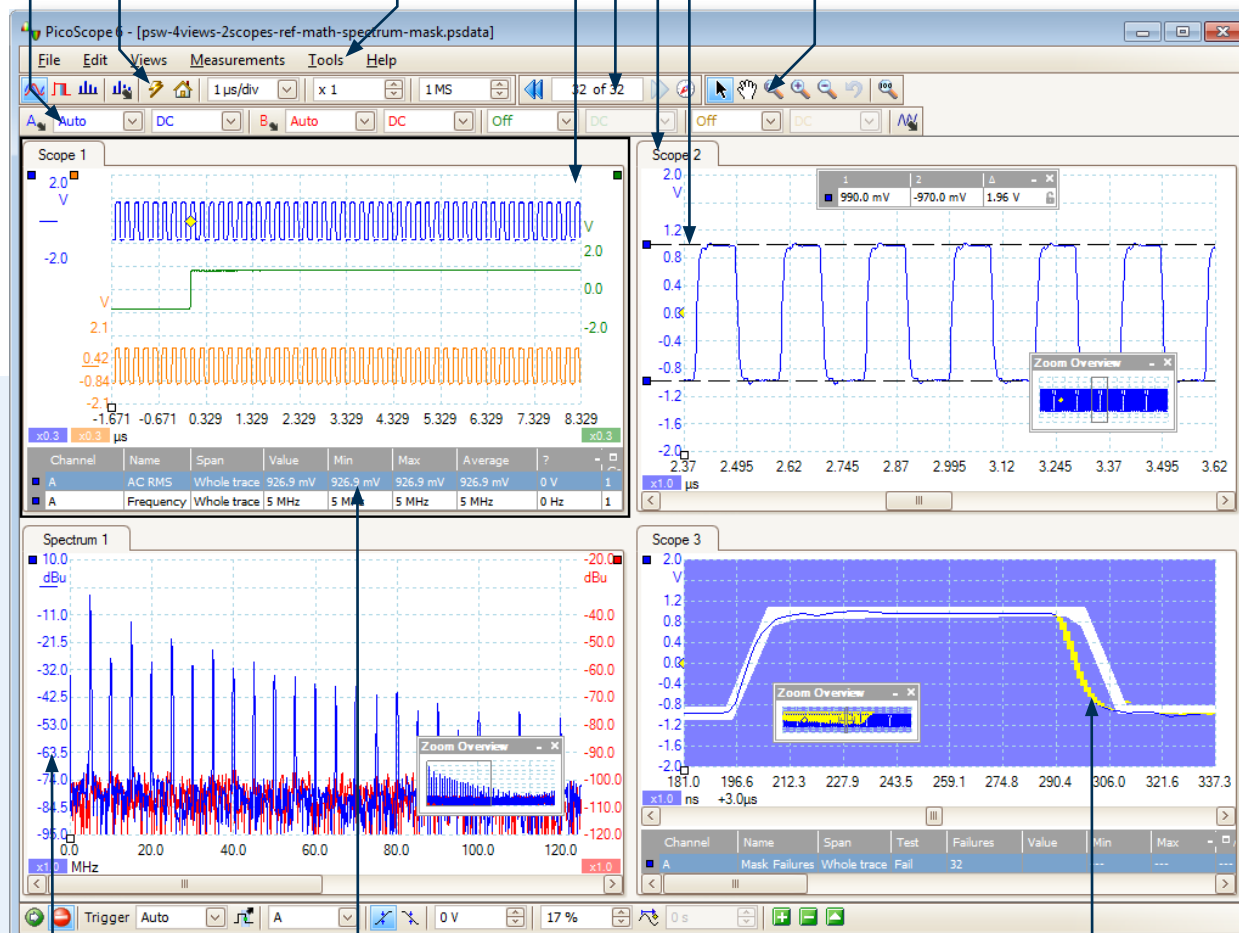 PicoScope 6 - [psw-4views-2scopes-ref-math-spectrum-mask.psdata]
File Edit Views Measurements Tools Help
1 µs/div x 1 1 MS 32 of 32
A Auto DC B Auto DC Off DC Off DC
Scope 1
2.0
V
-2.0
V
2.0
0.0
-2.0
V
2.1
0.42
-0.84
-2.1
-1.671 -0.671 0.329 1.329 2.329 3.329 4.329 5.329 6.329 7.329 8.329
x0.3 x0.3 µs x0.3
Channel Name Span Value Min Max Average ?
A AC RMS Whole trace 926.9 mV 926.9 mV 926.9 mV 926.9 mV 0 V 1
A Frequency Whole trace 5 MHz 5 MHz 5 MHz 5 MHz 0 Hz 1
Scope 2
2.0
V
1.2
0.8
0.4
0.0
-0.4
-0.8
-1.2
-1.6
-2.0
1 2 Δ
990.0 mV -970.0 mV 1.96 V
Zoom Overview
2.37 2.495 2.62 2.745 2.87 2.995 3.12 3.245 3.37 3.495 3.62
x1.0 µs
Spectrum 1
10.0
dBu
-11.0
-21.5
-32.0
-42.5
-53.0
-63.5
-74.0
-84.5
-95.0
-20.0
dBu
-40.0
-50.0
-60.0
-70.0
-80.0
-90.0
-100.0
-110.0
-120.0
Zoom Overview
0.0 20.0 40.0 60.0 80.0 100.0 120.0
x1.0 MHz x1.0
Scope 3
2.0
V
1.2
0.8
0.4
0.0
-0.4
-0.8
-1.2
-1.6
-2.0
Zoom Overview
181.0 196.6 212.3 227.9 243.5 259.1 274.8 290.4 306.0 321.6 337.3
x1.0 ns +3.0µs
Channel Name Span Test Failures Value Min Max
A Mask Failures Whole trace Fail 32 --- --- ---
Trigger Auto A 0 V 17 % 0 s